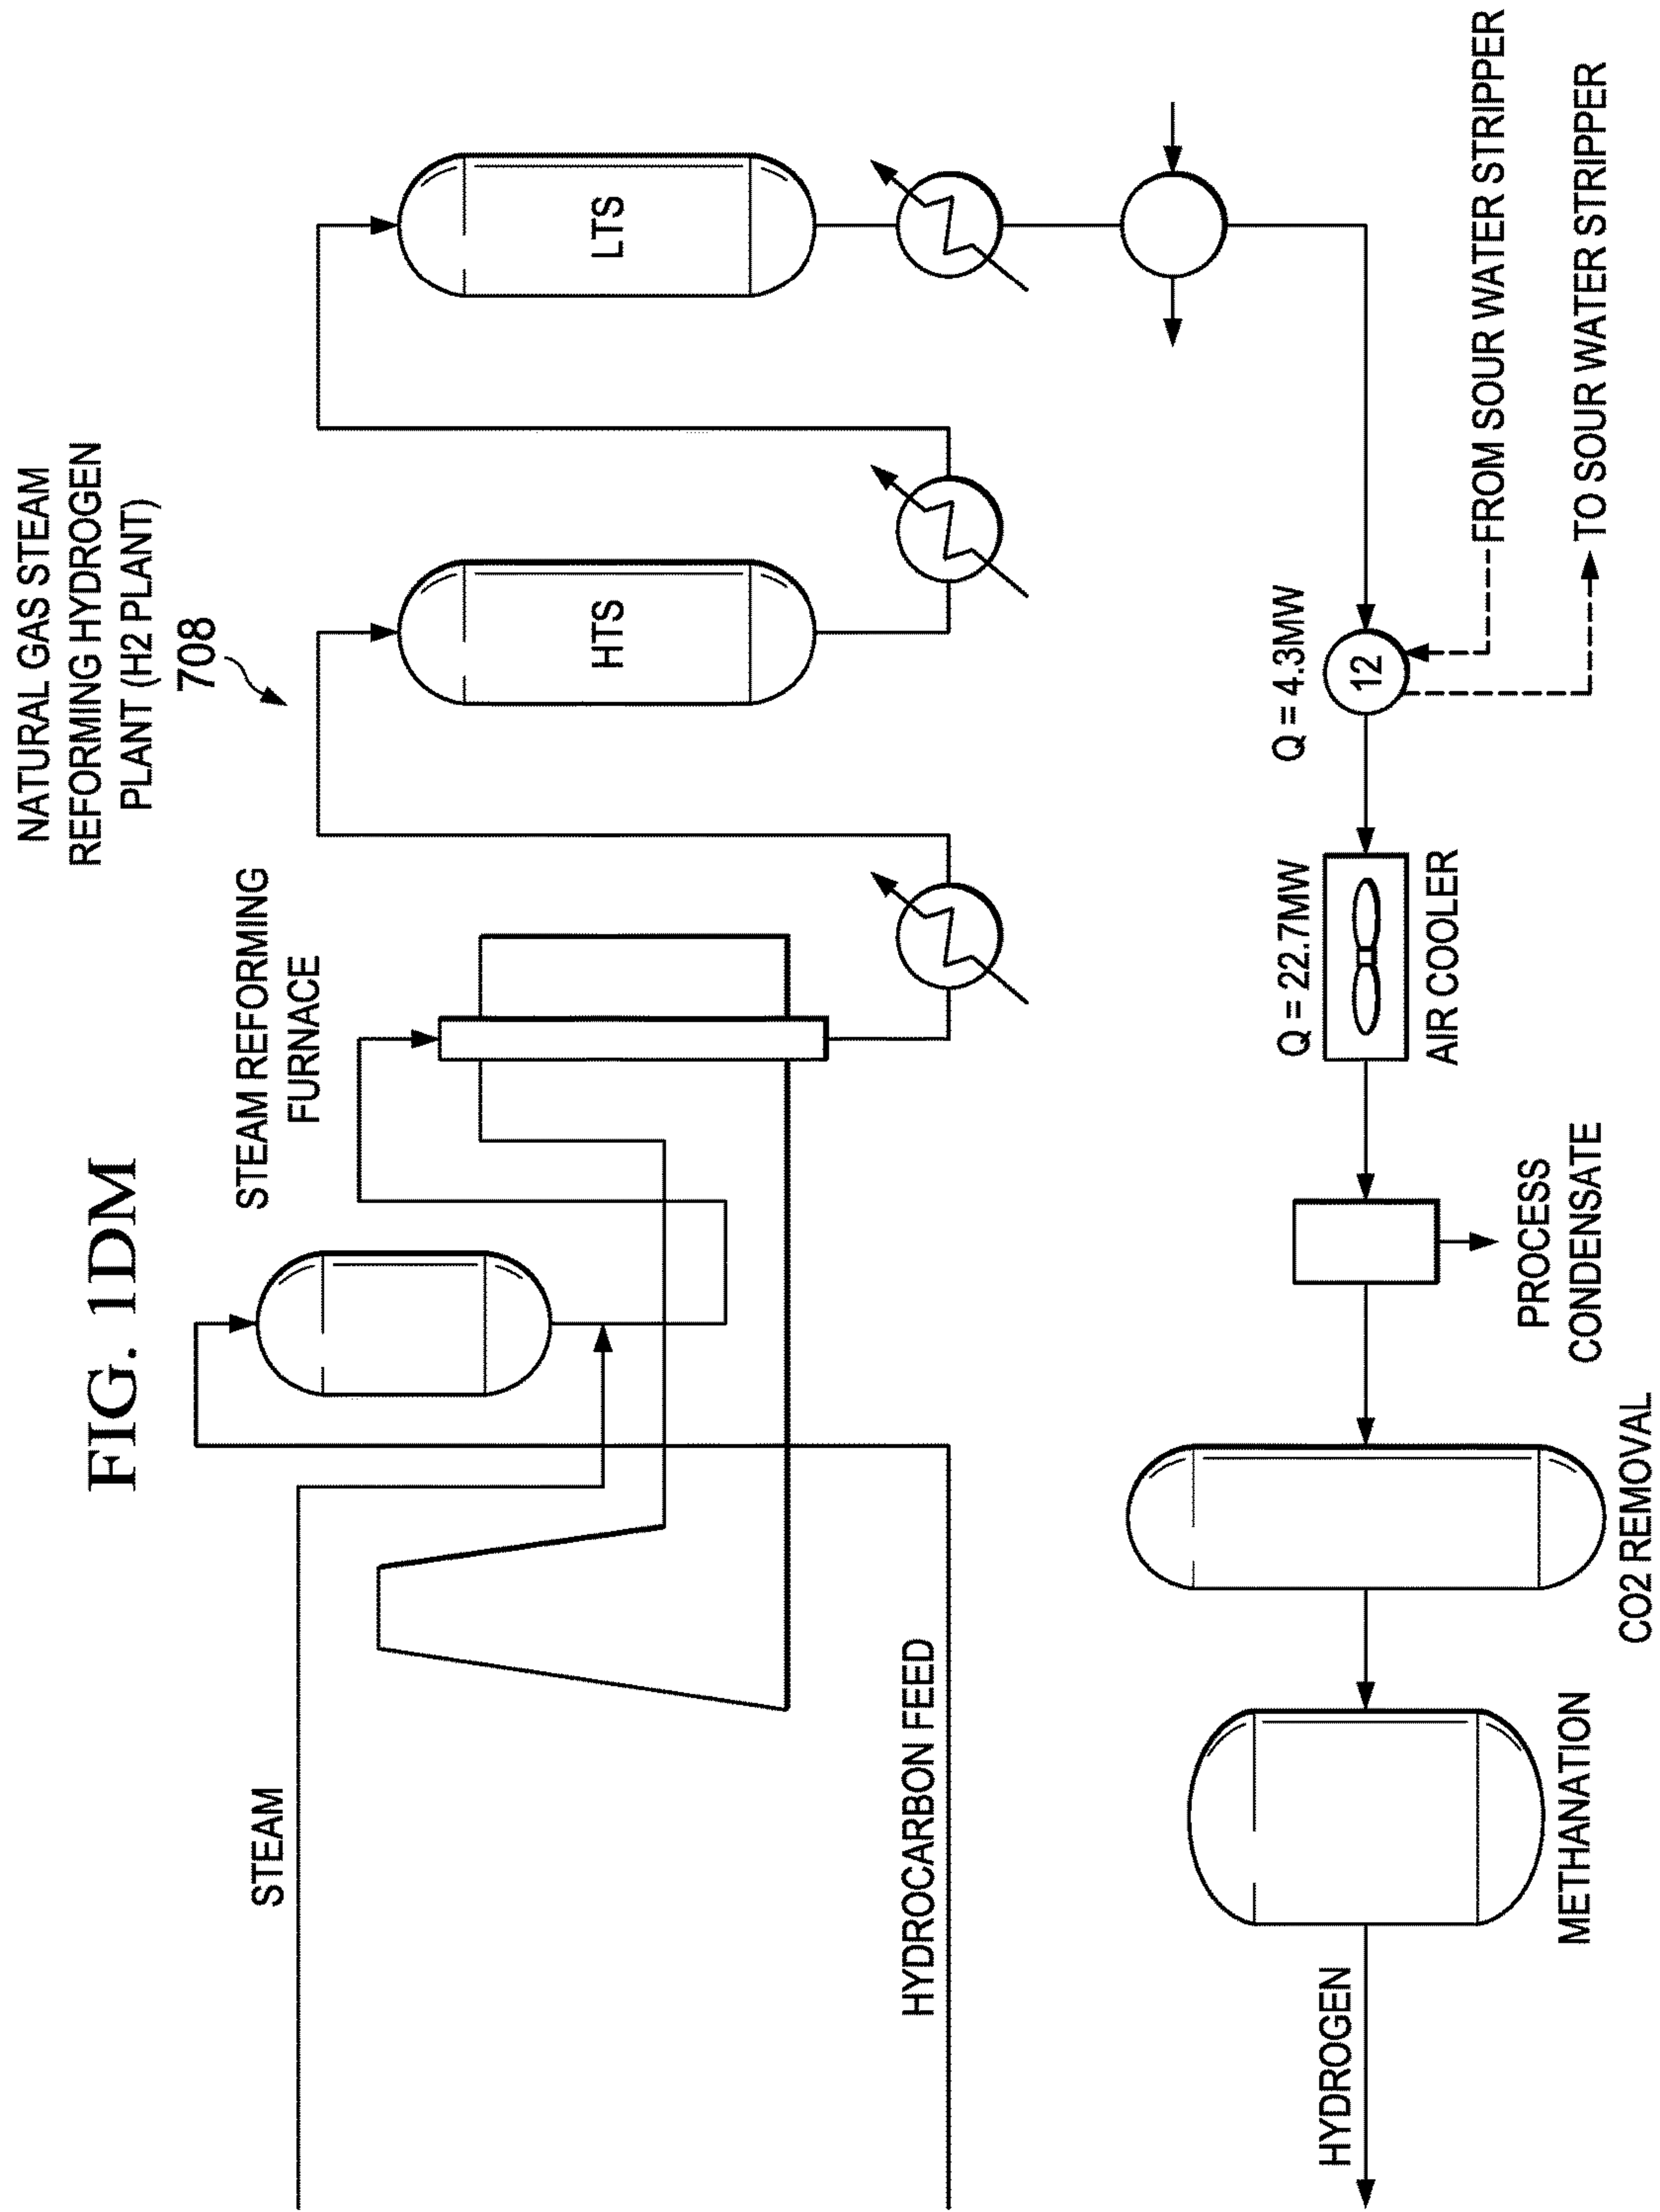 FIG. 1DM
NATURAL GAS STEAM
REFORMING HYDROGEN
PLANT (H2 PLANT)
708
STEAM REFORMING
FURNACE
STEAM
HTS
LTS
HYDROCARBON FEED
HYDROGEN
Q = 22.7MW
Q = 4.3MW
12
METHANATION
CO2 REMOVAL
PROCESS
CONDENSATE
AIR COOLER
FROM SOUR WATER STRIPPER
TO SOUR WATER STRIPPER